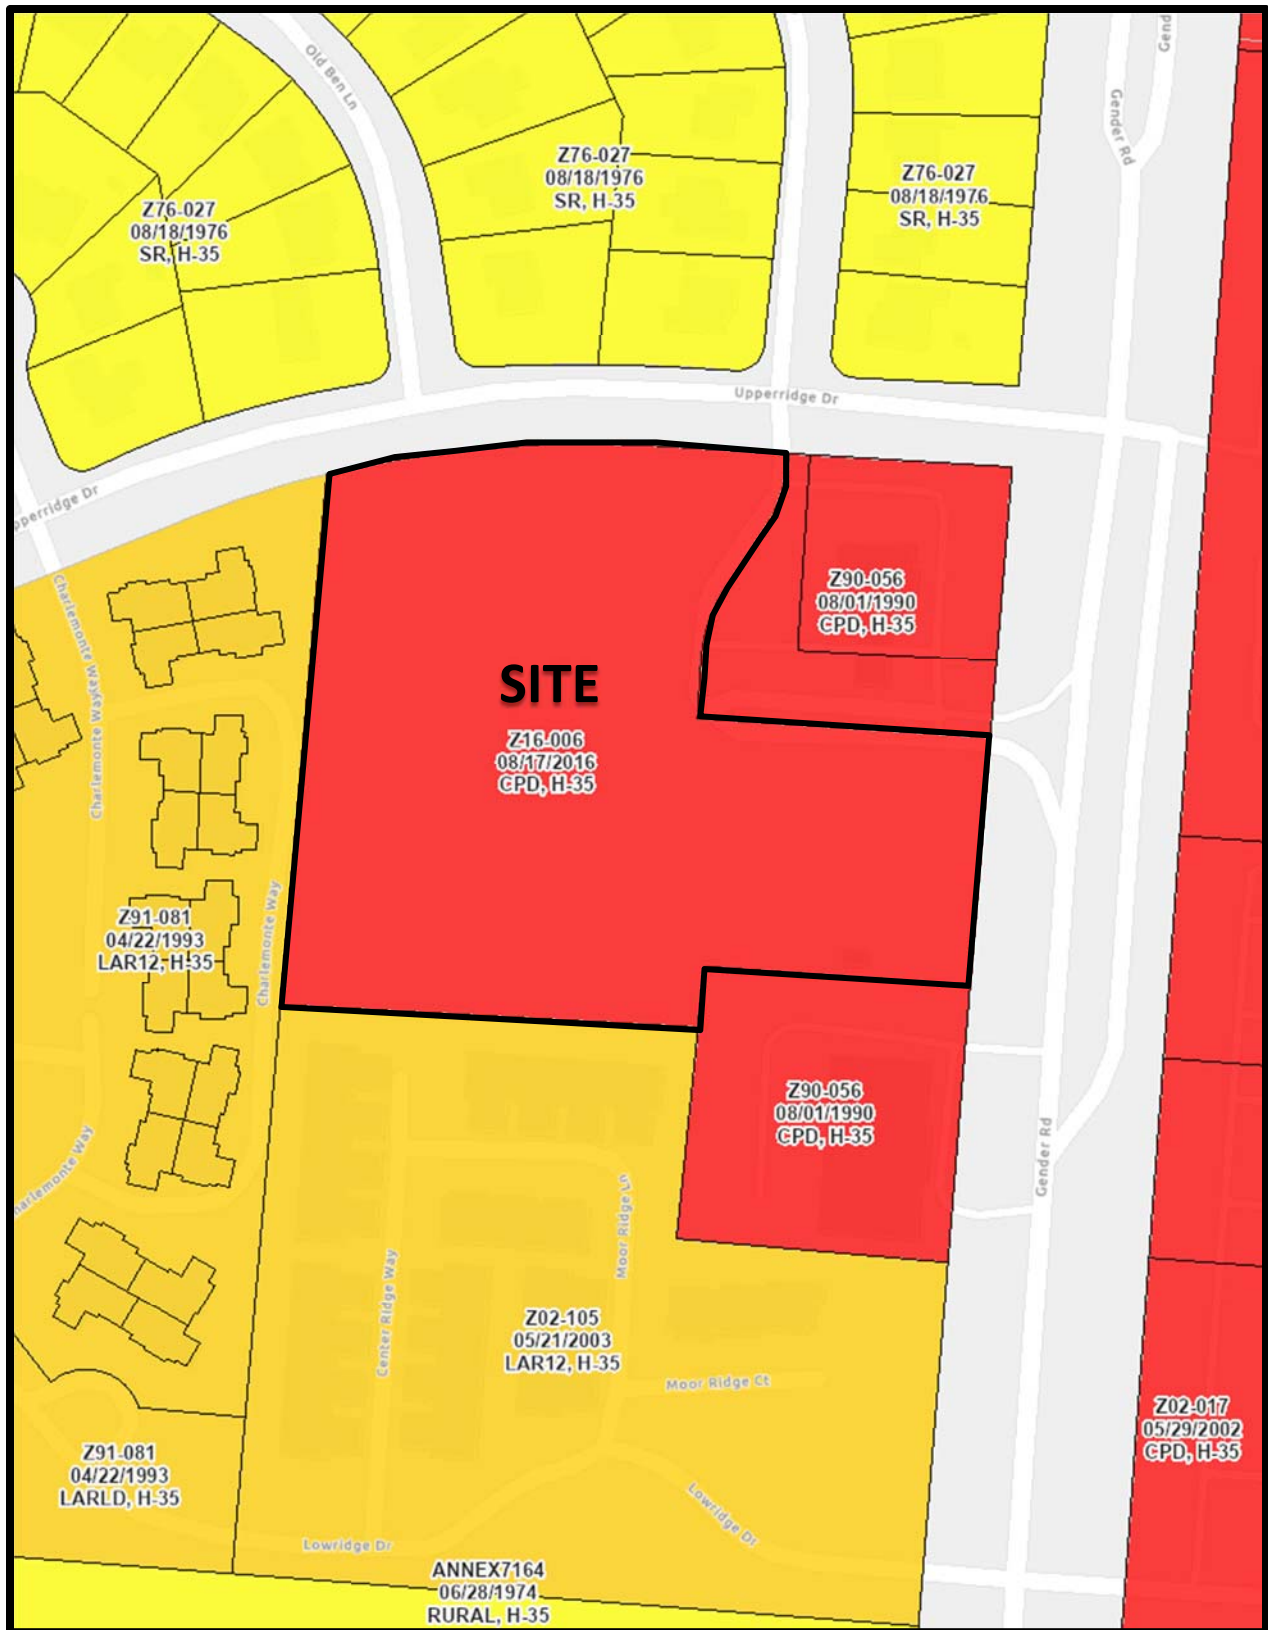 Old Ben Ln
Gend
Gender Rd
Z76-027
08/18/1976
SR, H-35
Z76-027
08/18/1976
SR, H-35
Z76-027
08/18/1976
SR, H-35
Upperridge Dr
pperridge Dr
Z90-056
08/01/1990
CPD, H-35
SITE
Z16-006
08/17/2016
CPD, H-35
Charlemonte Way
Charlemonte Way
Charlemonte Way
Z91-081
04/22/1993
LAR12, H-35
Z90-056
08/01/1990
CPD, H-35
harlemonte Way
Gender Rd
Moor Ridge Ln
Center Ridge Way
Z02-105
05/21/2003
LAR12, H-35
Moor Ridge Ct
Z02-017
05/29/2002
CPD, H-35
Z91-081
04/22/1993
LARLD, H-35
Lowridge Dr
Lowridge Dr
ANNEX7164
06/28/1974
RURAL, H-35